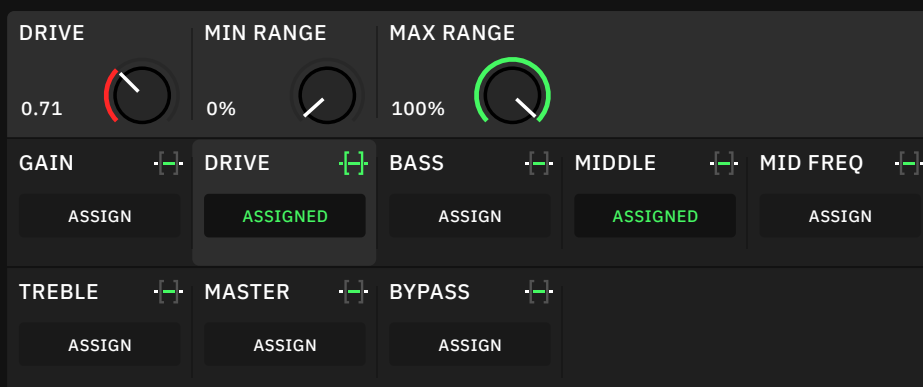 DRIVE
MIN RANGE
MAX RANGE
0.71
0%
100%
GAIN
DRIVE
BASS
MIDDLE
MID FREQ
ASSIGN
ASSIGNED
ASSIGN
ASSIGNED
ASSIGN
TREBLE
MASTER
BYPASS
ASSIGN
ASSIGN
ASSIGN